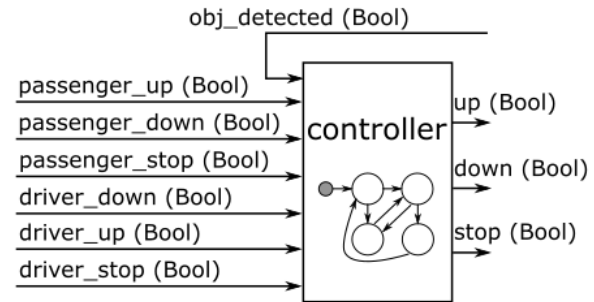 obj_detected (Bool)
passenger_up (Bool)
passenger_down (Bool)
passenger_stop (Bool)
driver_down (Bool)
driver_up (Bool)
driver_stop (Bool)
controller
up (Bool)
down (Bool)
stop (Bool)